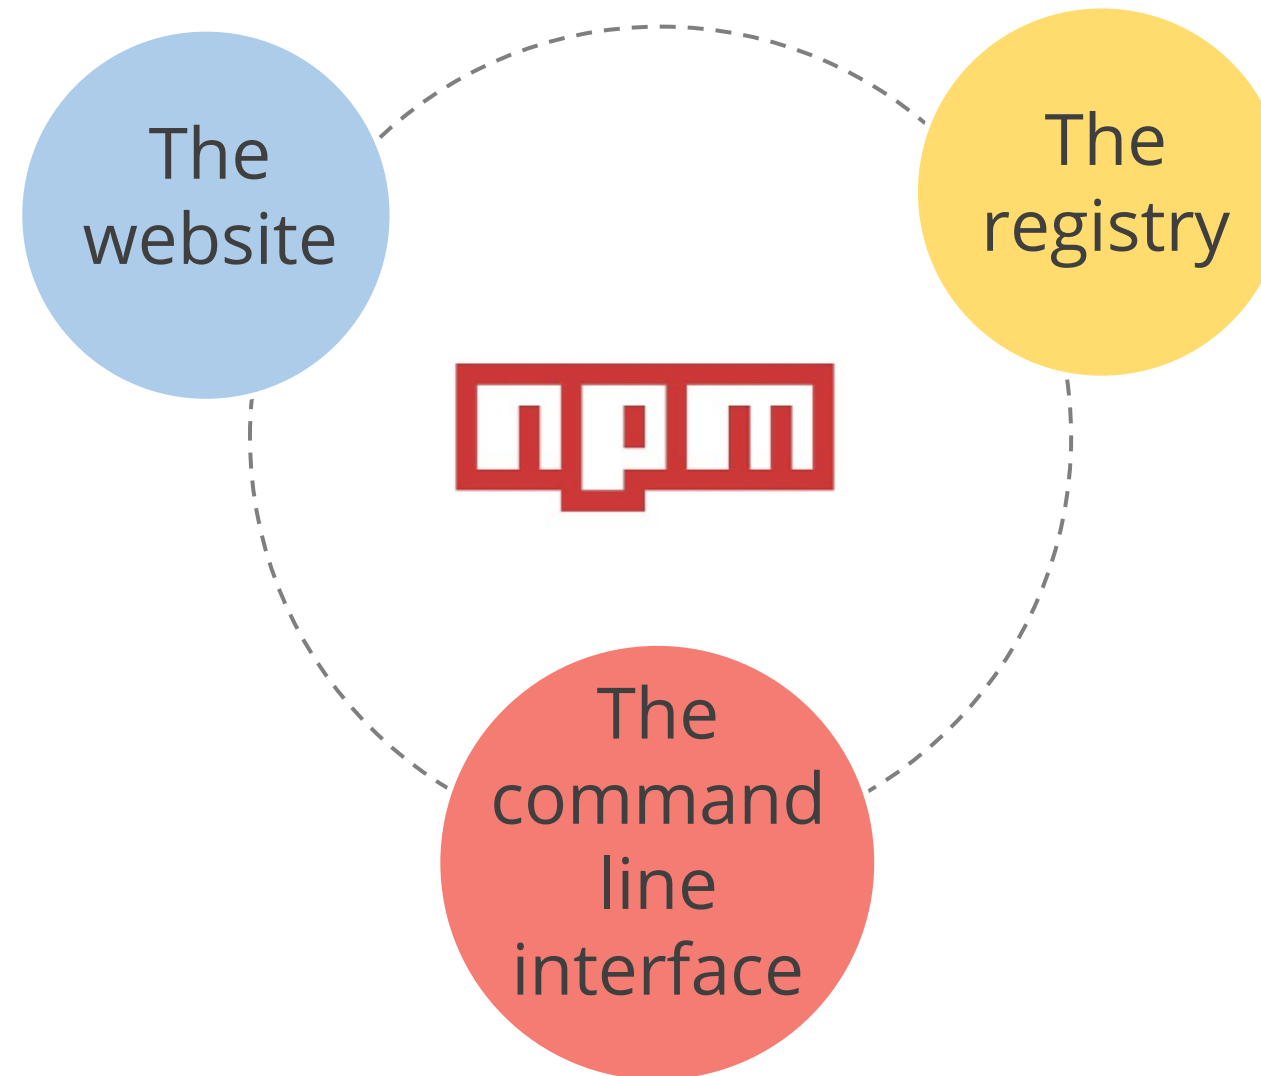 The
website
The
registry
npm
The
command
line
interface